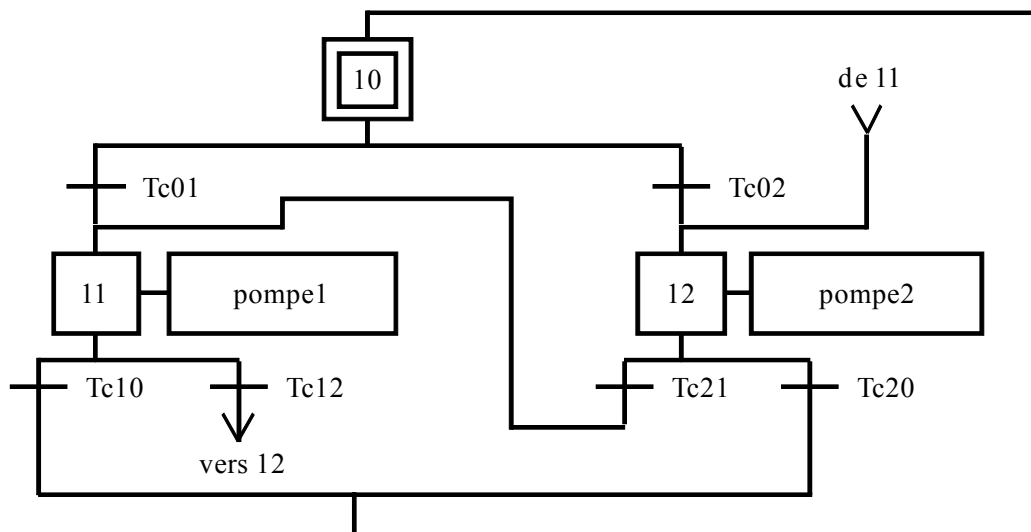 10
de 11
Tc01
Tc02
11
pompe1
12
pompe2
Tc10
Tc12
Tc21
Tc20
vers 12